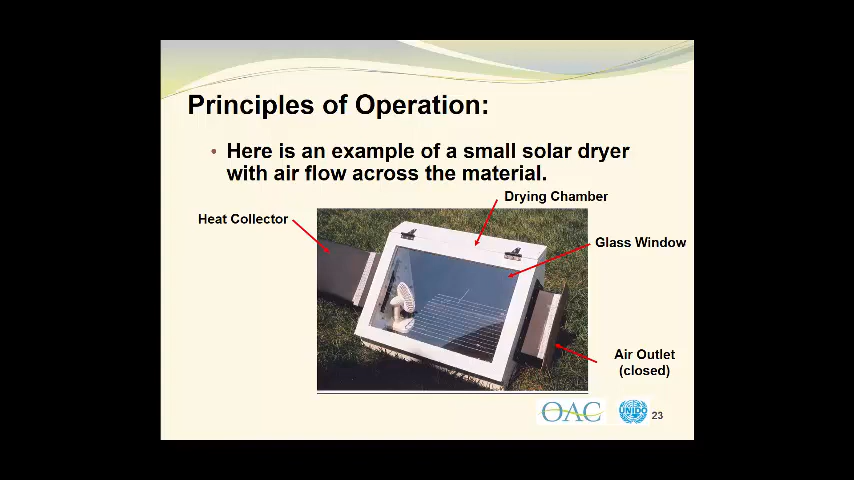 Principles of Operation:
• Here is an example of a small solar dryer
with air flow across the material.
Drying Chamber
Heat Collector
Glass Window
Air Outlet
(closed)
OAC
UNIDO
23